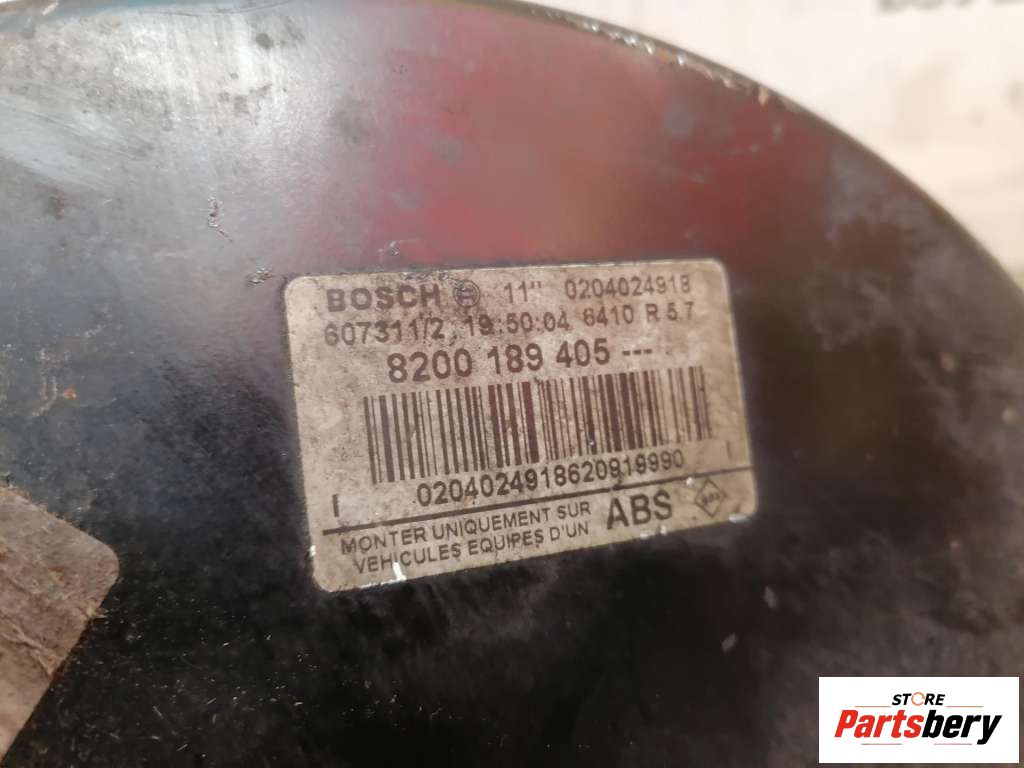 BOSCH 11" 0204024918
607311/2 19:50:04 6410 R 5.7
8200 189 405 ---
0204024918620919990
MONTER UNIQUEMENT SUR
VEHICULES EQUIPES D'UN ABS
STORE
Partsbery